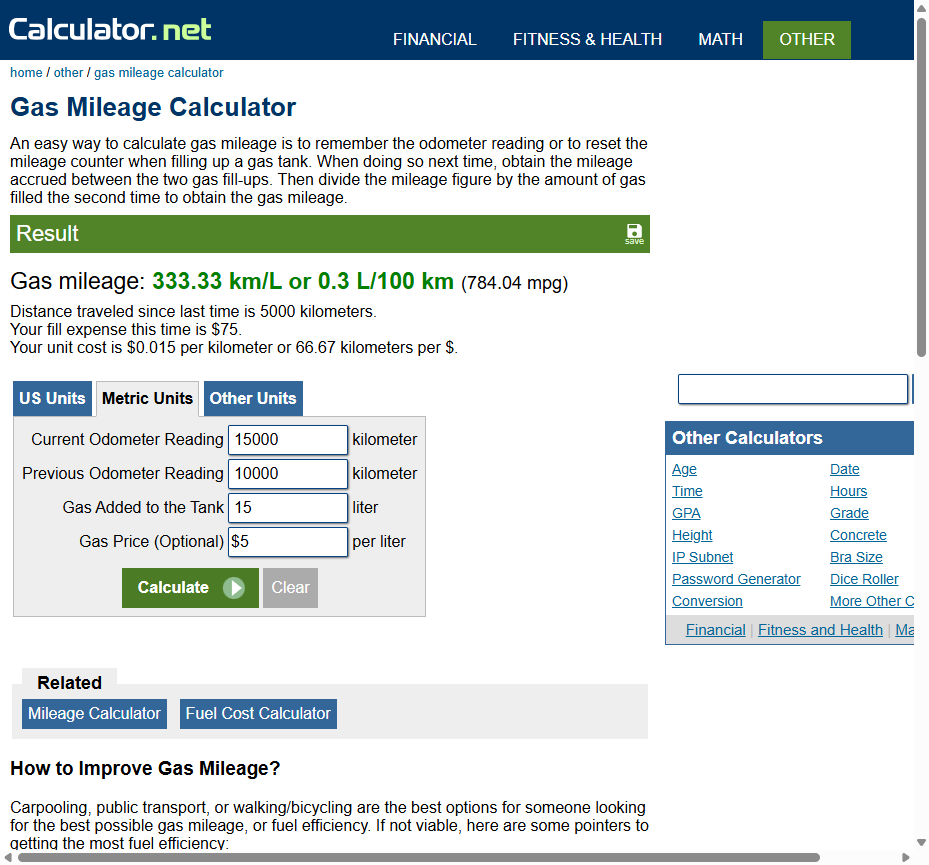 Calculator.net
FINANCIAL FITNESS & HEALTH MATH OTHER
home / other / gas mileage calculator
Gas Mileage Calculator
An easy way to calculate gas mileage is to remember the odometer reading or to reset the
mileage counter when filling up a gas tank. When doing so next time, obtain the mileage
accrued between the two gas fill-ups. Then divide the mileage figure by the amount of gas
filled the second time to obtain the gas mileage.
Result
save
Gas mileage: 333.33 km/L or 0.3 L/100 km (784.04 mpg)
Distance traveled since last time is 5000 kilometers.
Your fill expense this time is $75.
Your unit cost is $0.015 per kilometer or 66.67 kilometers per $.
US Units Metric Units Other Units
Current Odometer Reading 15000 kilometer
Previous Odometer Reading 10000 kilometer
Gas Added to the Tank 15 liter
Gas Price (Optional) $5 per liter
Calculate Clear
Other Calculators
Age Date
Time Hours
GPA Grade
Height Concrete
IP Subnet Bra Size
Password Generator Dice Roller
Conversion More Other C
Financial | Fitness and Health | Ma
Related
Mileage Calculator Fuel Cost Calculator
How to Improve Gas Mileage?
Carpooling, public transport, or walking/bicycling are the best options for someone looking
for the best possible gas mileage, or fuel efficiency. If not viable, here are some pointers to
getting the most fuel efficiency: